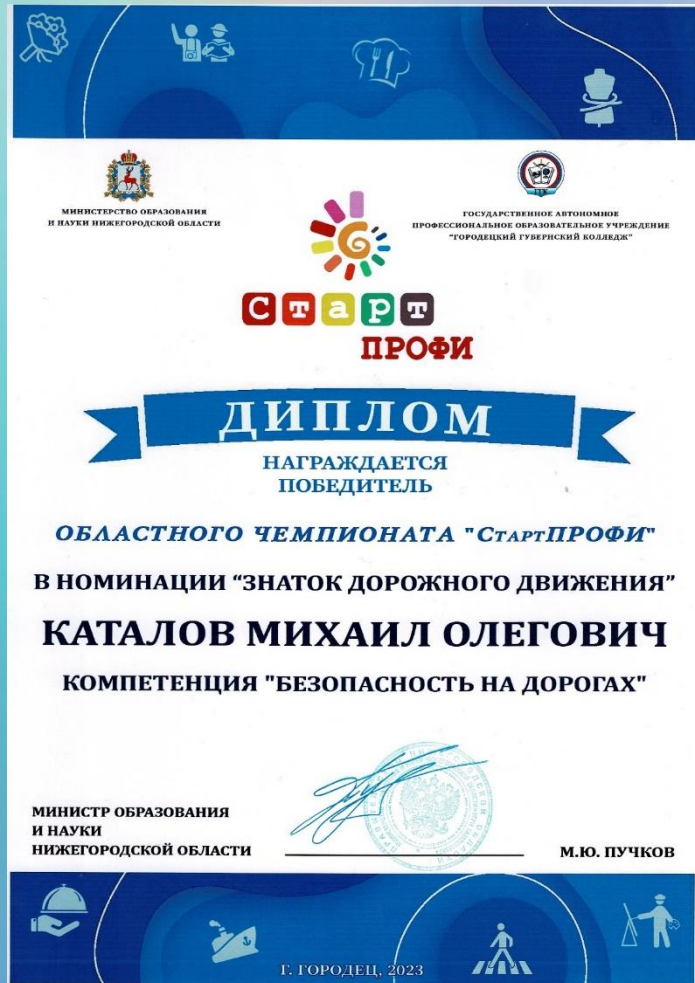 МИНИСТЕРСТВО ОБРАЗОВАНИЯ
И НАУКИ НИЖЕГОРОДСКОЙ ОБЛАСТИ
ГОСУДАРСТВЕННОЕ АВТОНОМНОЕ
ПРОФЕССИОНАЛЬНОЕ ОБРАЗОВАТЕЛЬНОЕ УЧРЕЖДЕНИЕ
"ГОРОДЕЦКИЙ ГУБЕРНСКИЙ КОЛЛЕДЖ"
Старт
ПРОФИ
ДИПЛОМ
НАГРАЖДАЕТСЯ
ПОБЕДИТЕЛЬ
ОБЛАСТНОГО ЧЕМПИОНАТА "СТАРТПРОФИ"
В НОМИНАЦИИ “ЗНАТОК ДОРОЖНОГО ДВИЖЕНИЯ”
КАТАЛОВ МИХАИЛ ОЛЕГОВИЧ
КОМПЕТЕНЦИЯ "БЕЗОПАСНОСТЬ НА ДОРОГАХ"
МИНИСТР ОБРАЗОВАНИЯ
И НАУКИ
НИЖЕГОРОДСКОЙ ОБЛАСТИ
М.Ю. ПУЧКОВ
Г. ГОРОДЕЦ, 2023